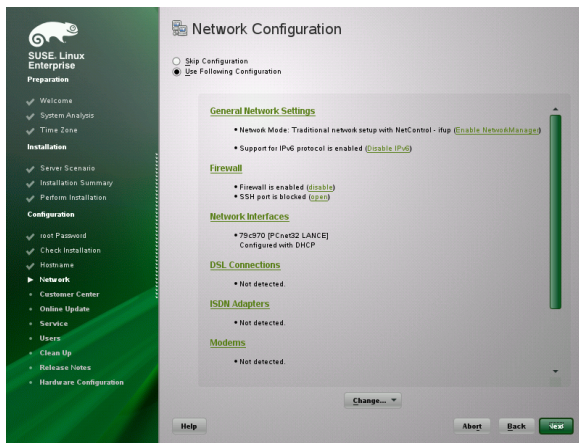 SUSE. Linux
Enterprise
Preparation
Welcome
System Analysis
Time Zone
Installation
Server Scenario
Installation Summary
Perform Installation
Configuration
root Password
Check Installation
Hostname
Network
Customer Center
Online Update
Service
Users
Clean Up
Release Notes
Hardware Configuration
Network Configuration
Skip Configuration
Use Following Configuration
General Network Settings
Network Mode: Traditional network setup with NetControl - ifup (Enable NetworkManager)
Support for IPv6 protocol is enabled (Disable IPv6)
Firewall
Firewall is enabled (disable)
SSH port is blocked (open)
Network Interfaces
79c970 [PCnet32 LANCE]
Configured with DHCP
DSL Connections
Not detected.
ISDN Adapters
Not detected.
Modems
Not detected.
Change...
Help
Abort
Back
Next